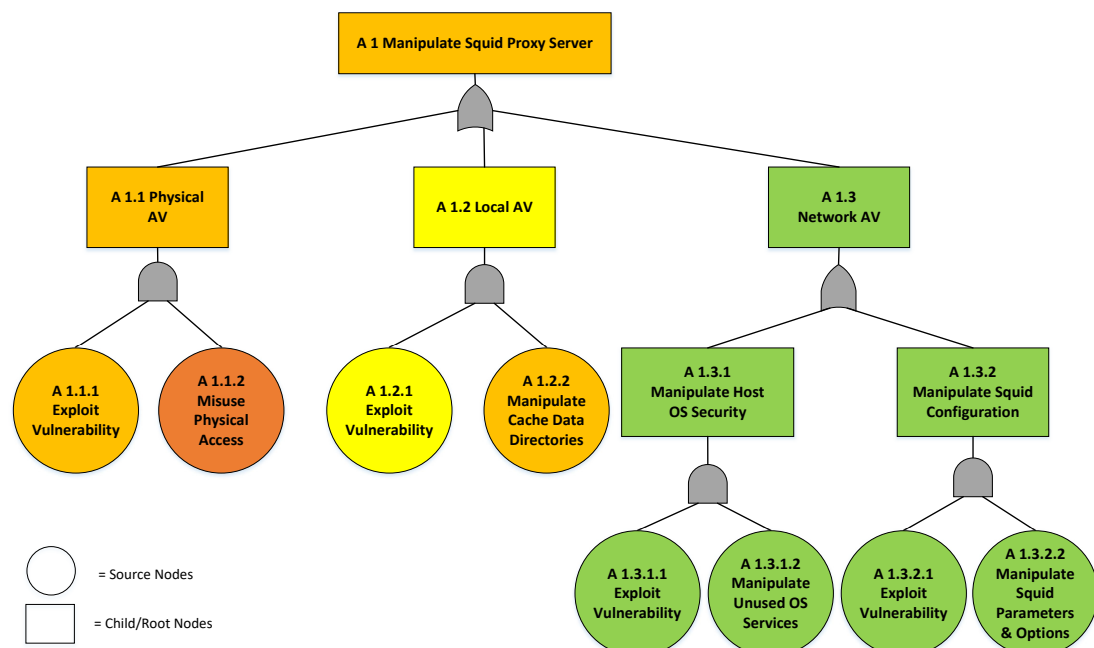 A 1 Manipulate Squid Proxy Server
A 1.1 Physical
AV
A 1.2 Local AV
A 1.3
Network AV
A 1.1.1
Exploit
Vulnerability
A 1.1.2
Misuse
Physical
Access
A 1.2.1
Exploit
Vulnerability
A 1.2.2
Manipulate
Cache Data
Directories
A 1.3.1
Manipulate Host
OS Security
A 1.3.2
Manipulate Squid
Configuration
A 1.3.1.1
Exploit
Vulnerability
A 1.3.1.2
Manipulate
Unused OS
Services
A 1.3.2.1
Exploit
Vulnerability
A 1.3.2.2
Manipulate
Squid
Parameters
& Options
= Source Nodes
= Child/Root Nodes